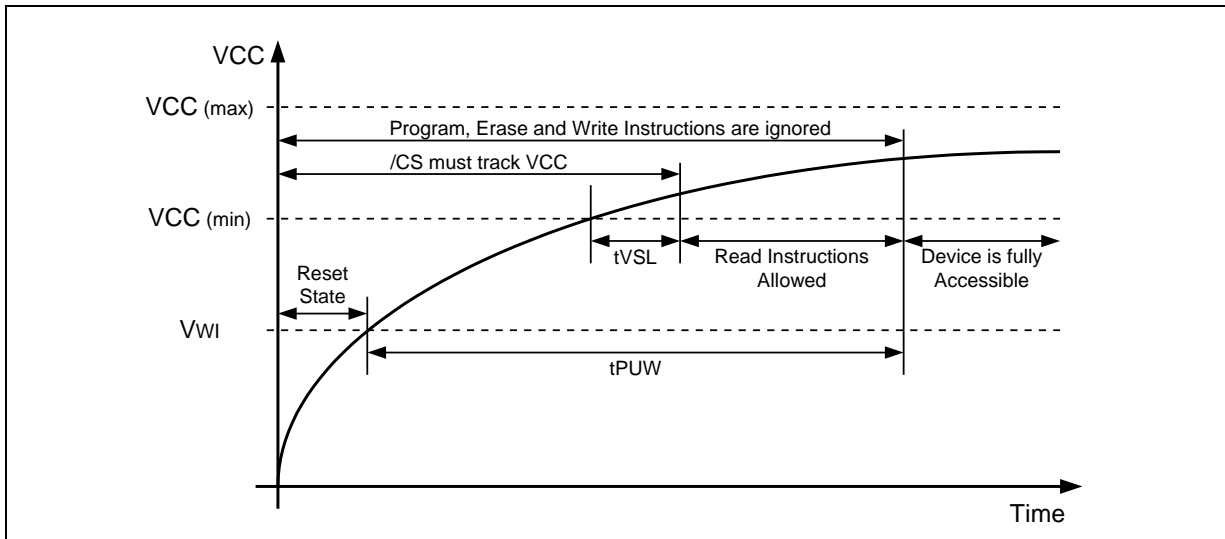 VCC
VCC (max)
Program, Erase and Write Instructions are ignored
/CS must track VCC
VCC (min)
tVSL
Read Instructions
Allowed
Device is fully
Accessible
Reset
State
VWI
tPUW
Time